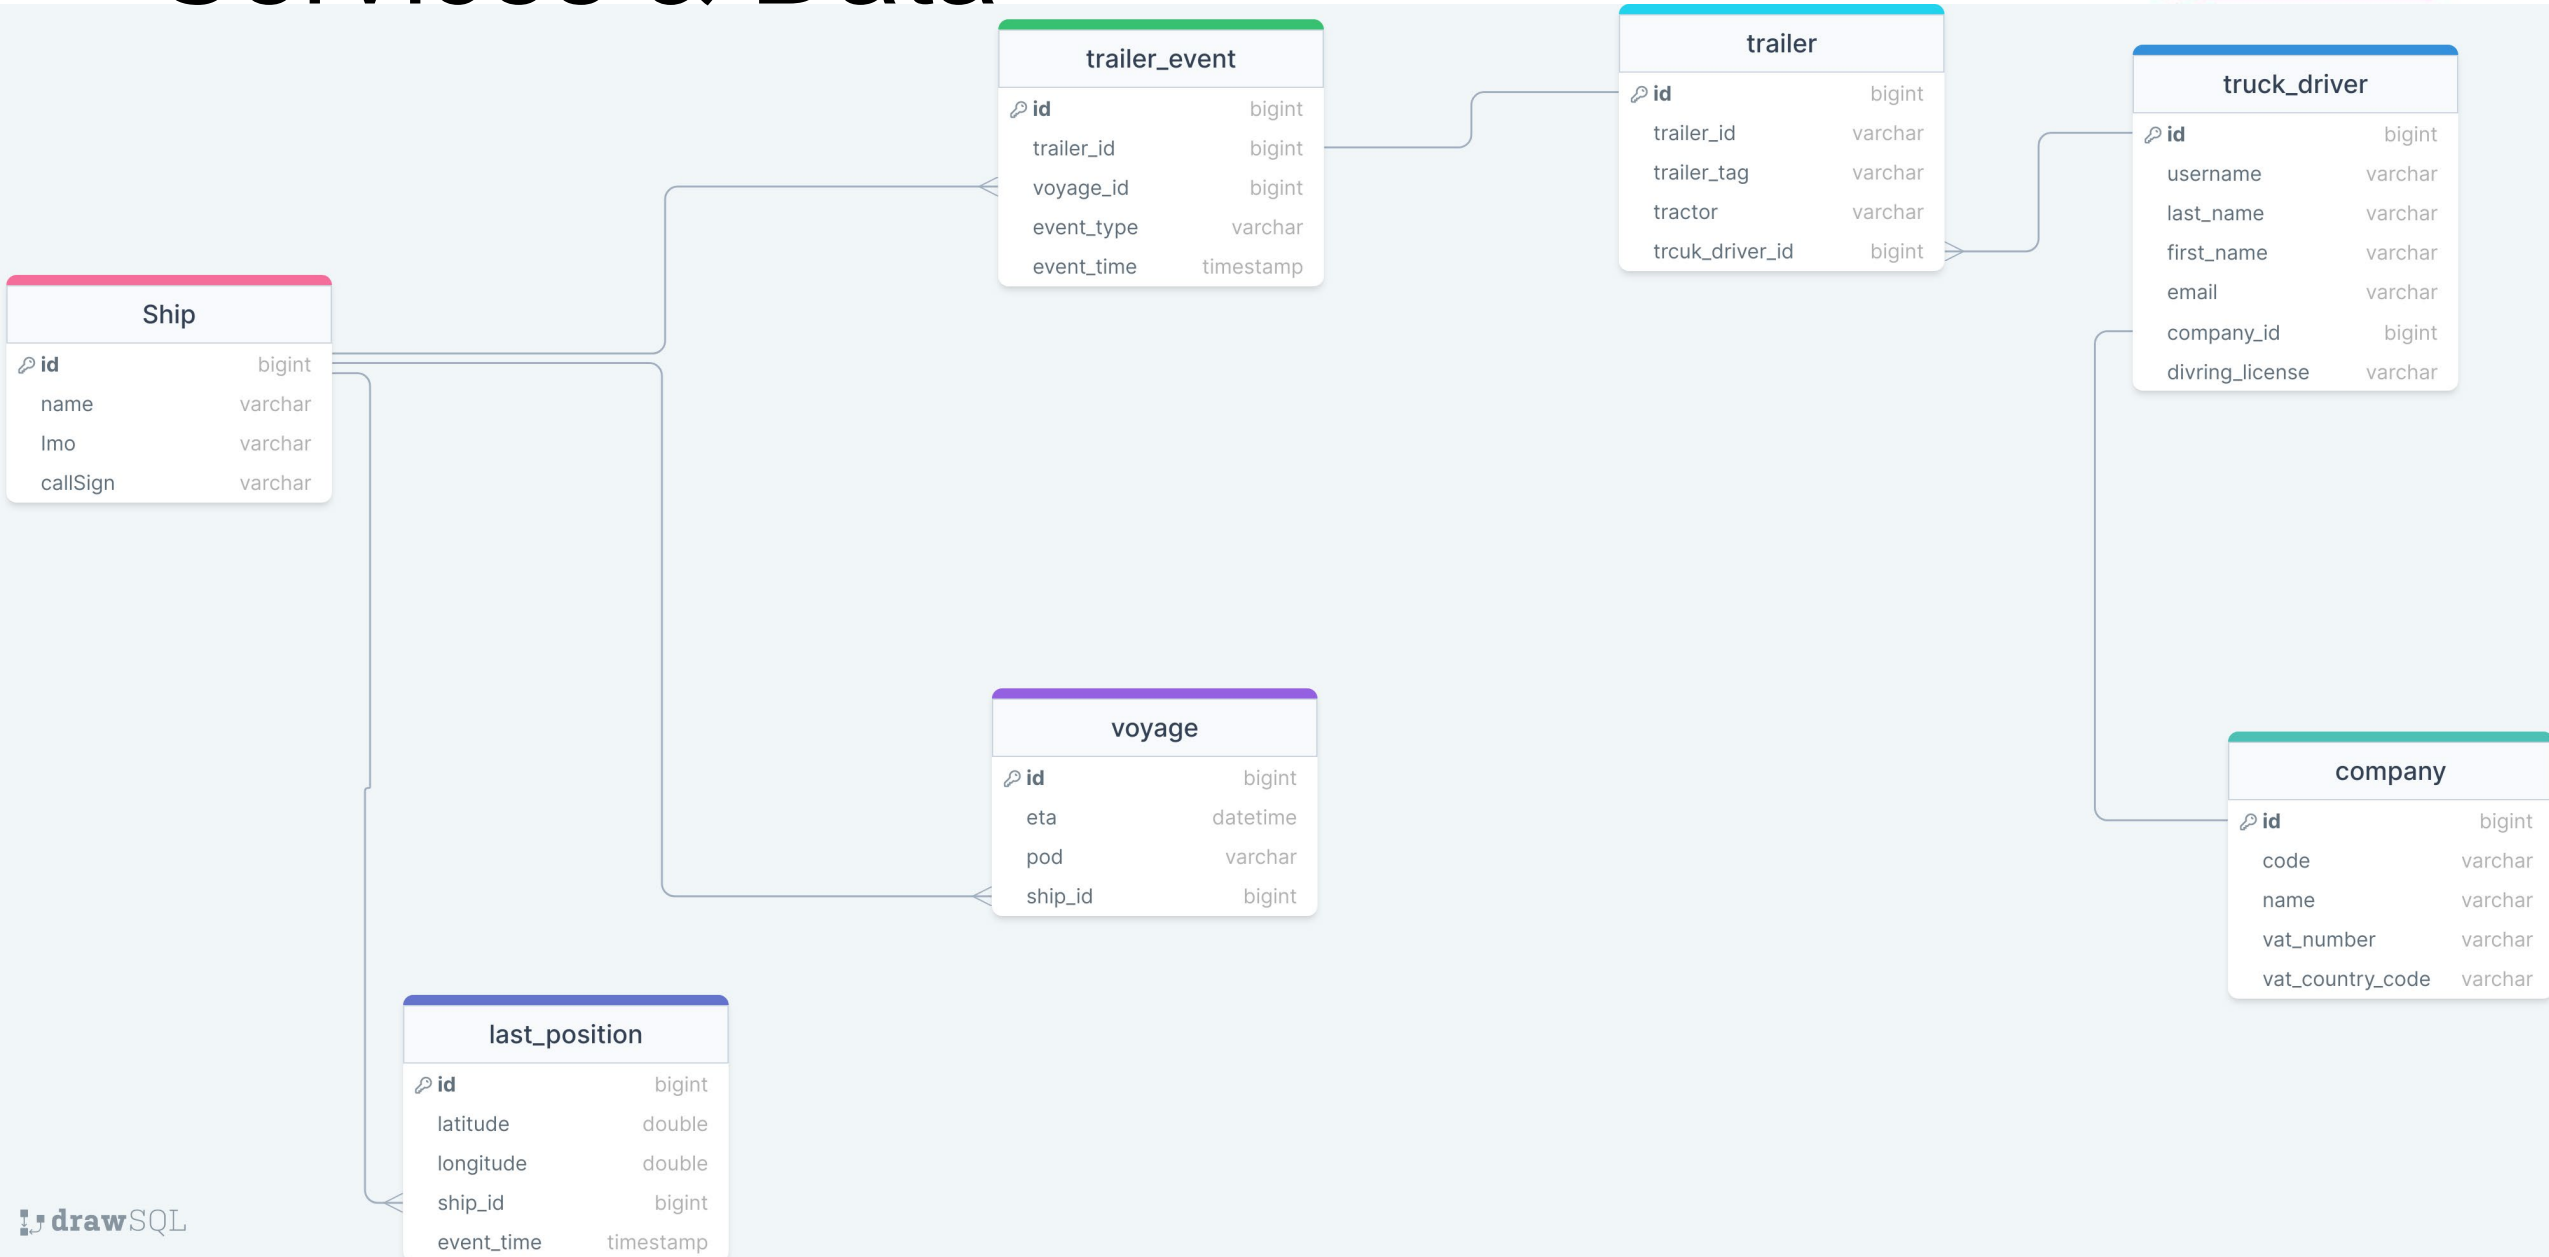 Services & Data
trailer_event
id bigint
trailer_id bigint
voyage_id bigint
event_type varchar
event_time timestamp
trailer
id bigint
trailer_id varchar
trailer_tag varchar
tractor varchar
trcuk_driver_id bigint
truck_driver
id bigint
username varchar
last_name varchar
first_name varchar
email varchar
company_id bigint
divring_license varchar
Ship
id bigint
name varchar
Imo varchar
callSign varchar
voyage
id bigint
eta datetime
pod varchar
ship_id bigint
company
id bigint
code varchar
name varchar
vat_number varchar
vat_country_code varchar
last_position
id bigint
latitude double
longitude double
ship_id bigint
event_time timestamp
drawSQL